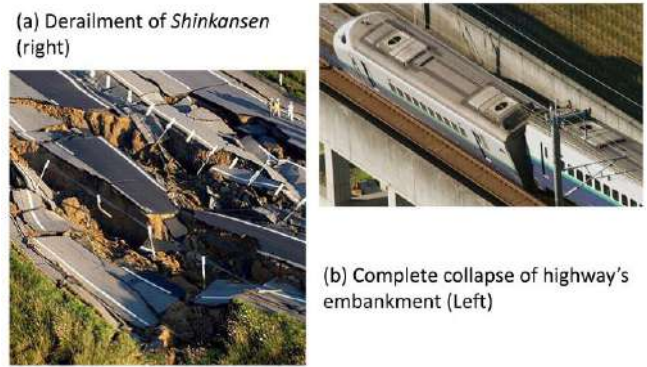 (a) Derailment of Shinkansen
(right)
(b) Complete collapse of highway's
embankment (Left)